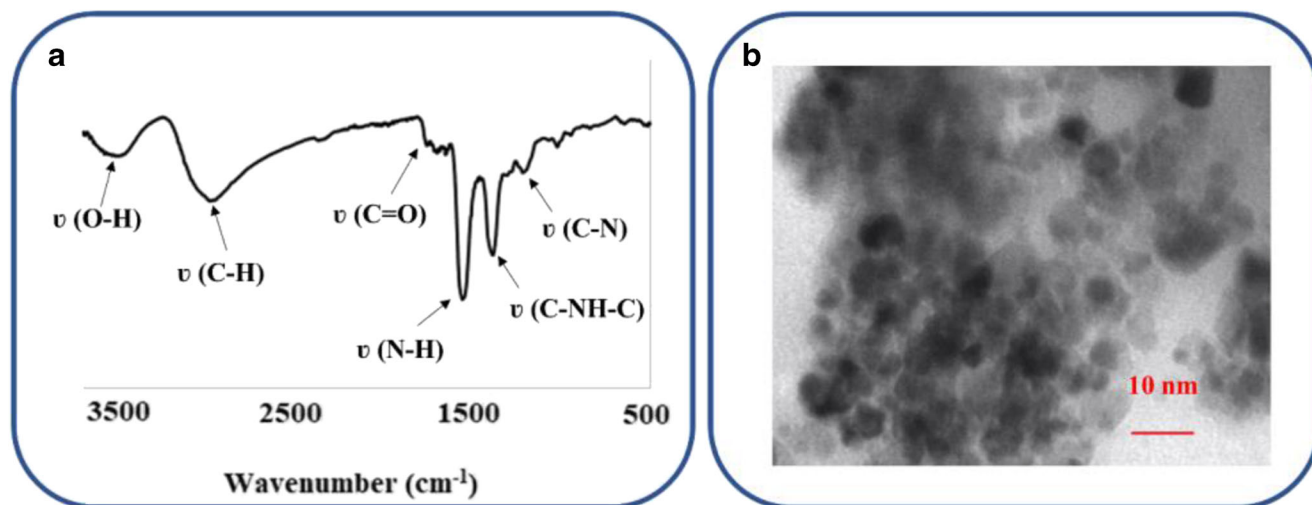 a
υ (O-H)
υ (C-H)
υ (C=O)
υ (N-H)
υ (C-NH-C)
υ (C-N)
3500 2500 1500 500
Wavenumber (cm⁻¹)
b
10 nm